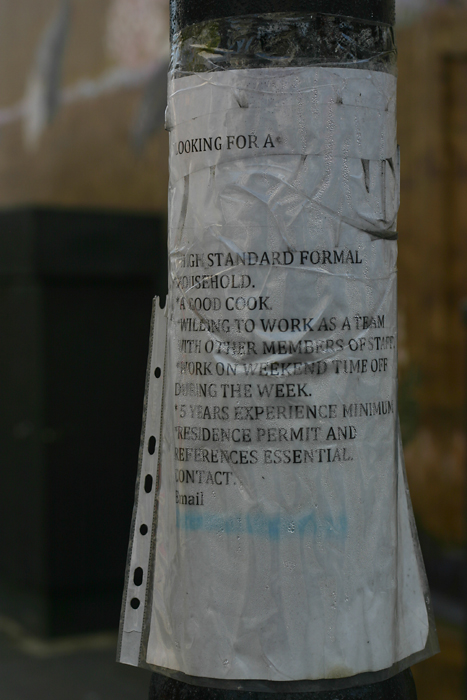 LOOKING FOR A
*HIGH STANDARD FORMAL
HOUSEHOLD.
*A GOOD COOK.
*WILLING TO WORK AS A TEAM
WITH OTHER MEMBERS OF STAFF.
*WORK ON WEEKEND TIME OFF
DURING THE WEEK.
*5 YEARS EXPERIENCE MINIMUM
*RESIDENCE PERMIT AND
REFERENCES ESSENTIAL.
CONTACT.
Email